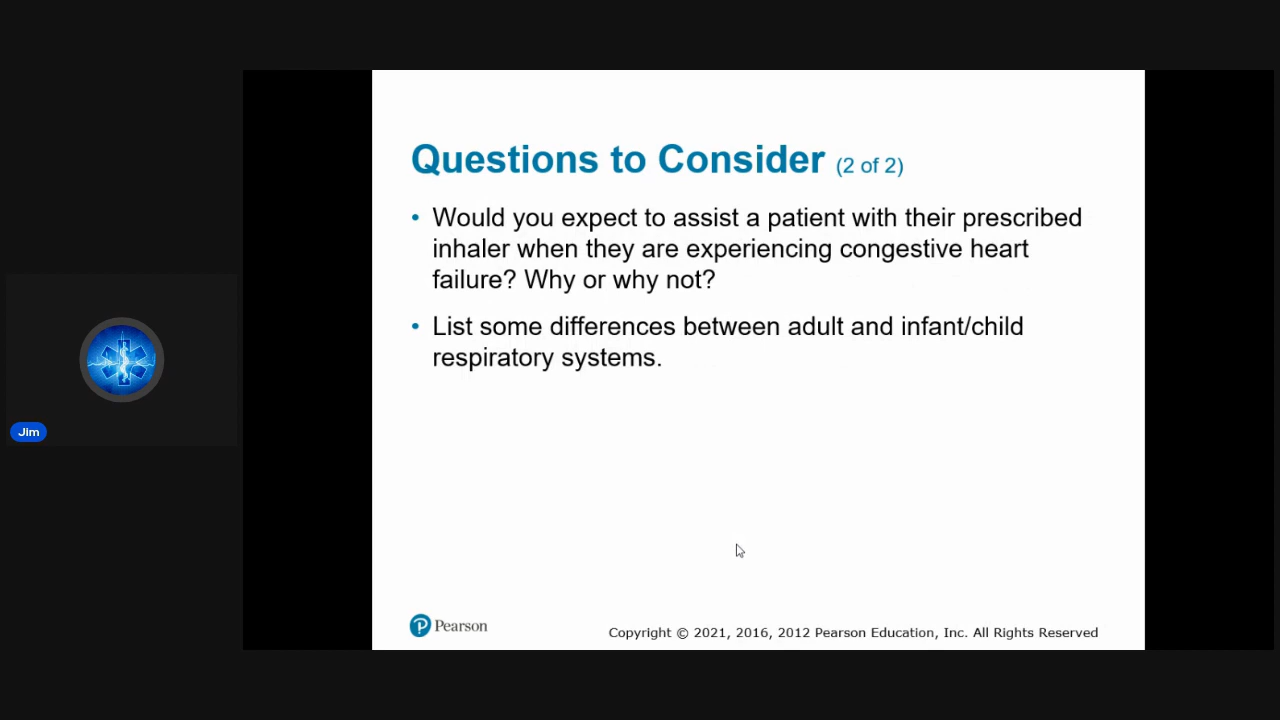 Questions to Consider (2 of 2)
• Would you expect to assist a patient with their prescribed
inhaler when they are experiencing congestive heart
failure? Why or why not?
• List some differences between adult and infant/child
respiratory systems.
Jim
Pearson
Copyright © 2021, 2016, 2012 Pearson Education, Inc. All Rights Reserved